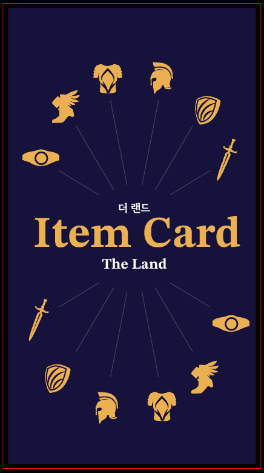 더 랜드
Item Card
The Land